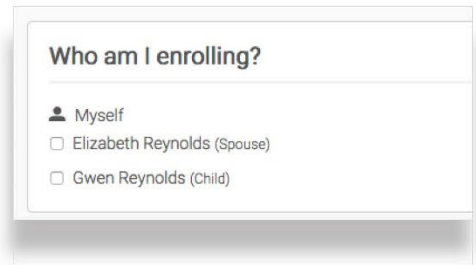 Who am I enrolling?
Myself
Elizabeth Reynolds (Spouse)
Gwen Reynolds (Child)